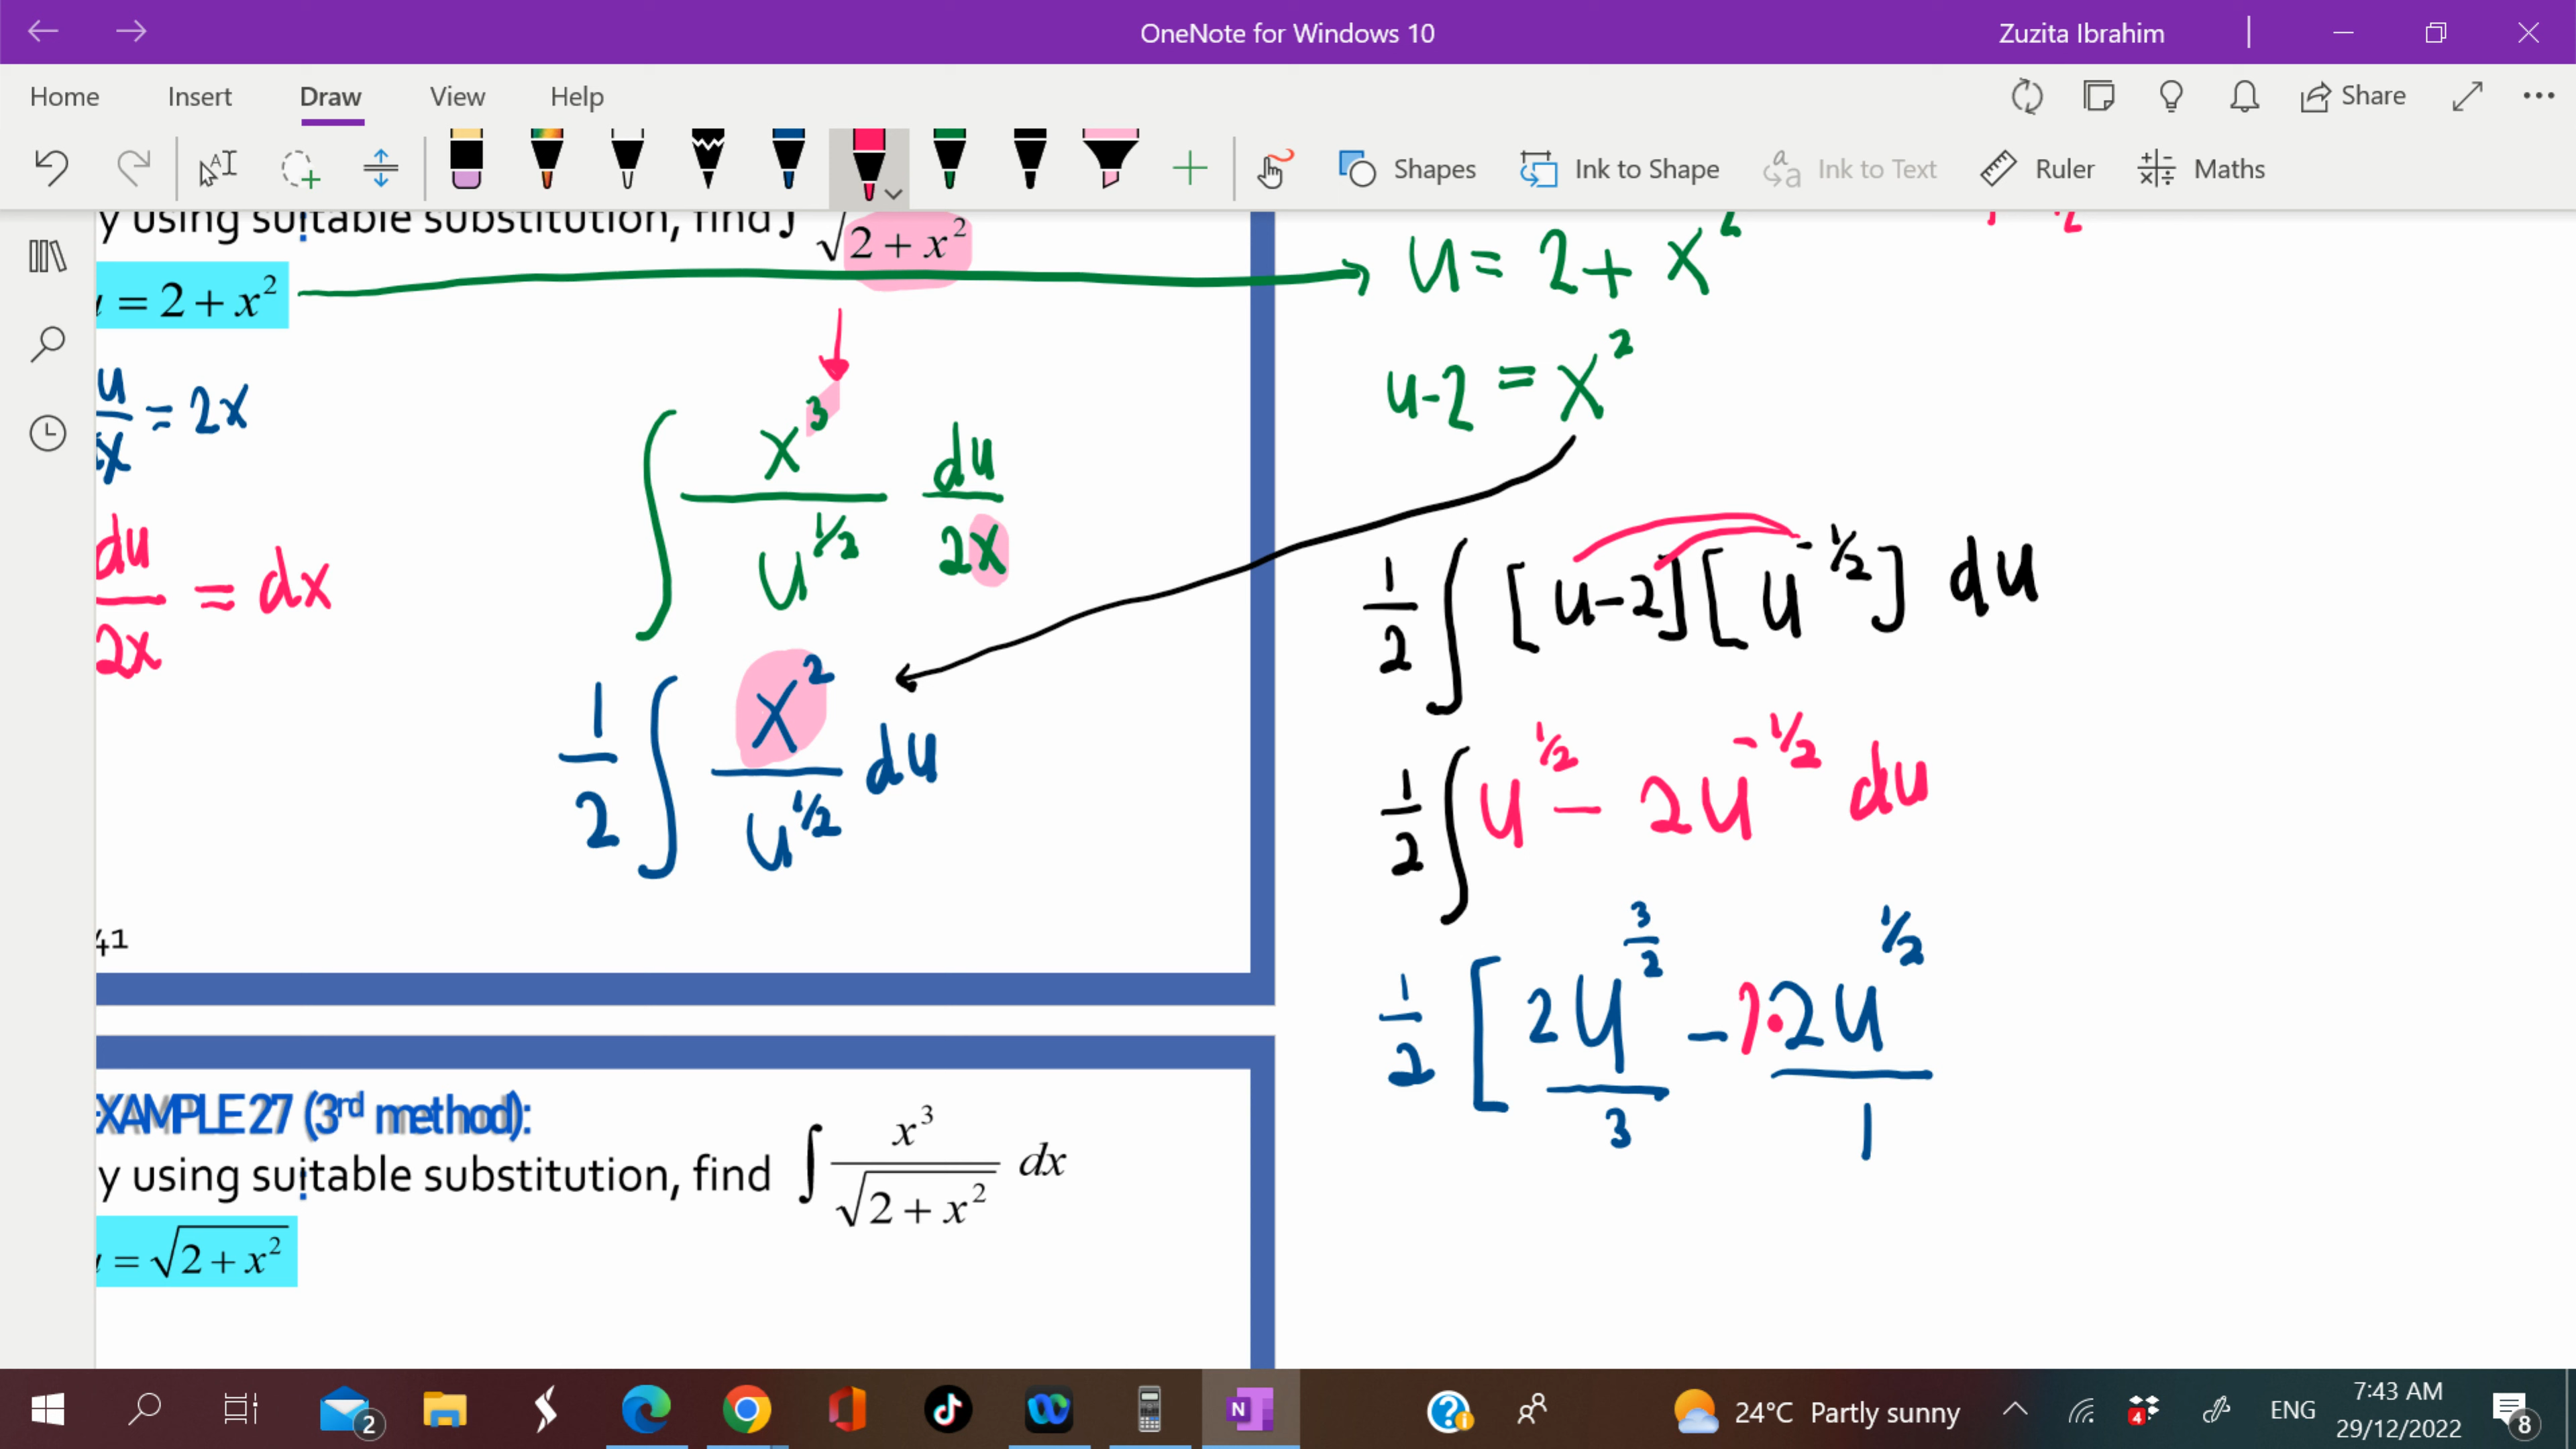 OneNote for Windows 10
Zuzita Ibrahim
Home Insert Draw View Help
Share
Shapes
Ink to Shape
Ink to Text
Ruler
Maths
y using suitable substitution, find ∫
√2 + x²
= 2 + x²
u = 2 + x²
u-2 = x²
u/x = 2x
∫ x³/u^½ du/2x
du/2x = dx
½ ∫ x²/u^½ du
½ ∫ [u-2][u^-½] du
½ ∫ u^½ - 2u^-½ du
½ [2u^3/2 / 3 - 2·2u^½ / 1
41
EXAMPLE 27 (3rd method):
y using suitable substitution, find ∫ x³/√2 + x² dx
= √2 + x²
2
24°C Partly sunny
4
ENG
7:43 AM
29/12/2022
8